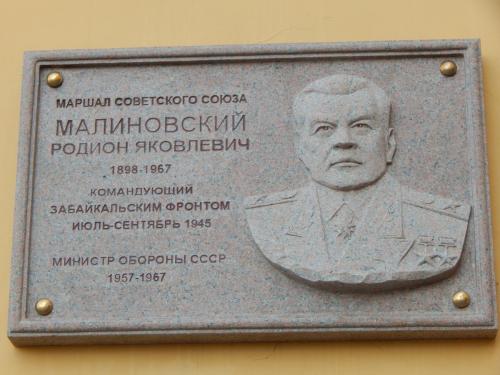 МАРШАЛ СОВЕТСКОГО СОЮЗА
МАЛИНОВСКИЙ
РОДИОН ЯКОВЛЕВИЧ
1898-1967
КОМАНДУЮЩИЙ
ЗАБАЙКАЛЬСКИМ ФРОНТОМ
ИЮЛЬ-СЕНТЯБРЬ 1945
МИНИСТР ОБОРОНЫ СССР
1957-1967